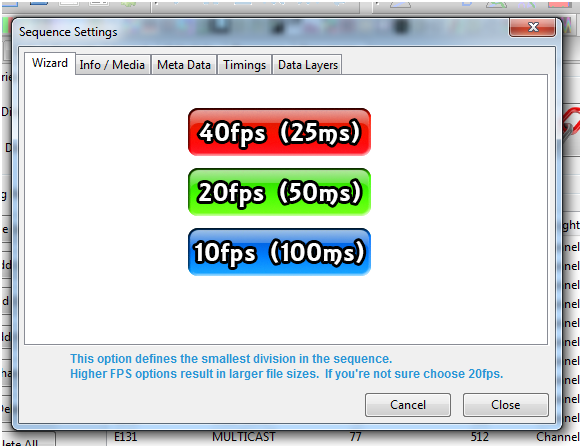 Sequence Settings
Wizard
Info / Media
Meta Data
Timings
Data Layers
40fps (25ms)
20fps (50ms)
10fps (100ms)
This option defines the smallest division in the sequence.
Higher FPS options result in larger file sizes.  If you're not sure choose 20fps.
Cancel
Close
E131 MULTICAST 77 512 Channel